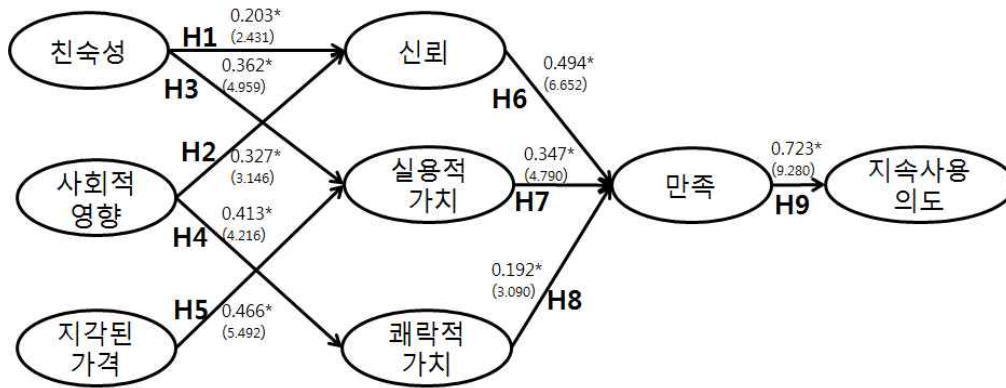 친숙성
H1
0.203*
(2.431)
신뢰
H3
0.362*
(4.959)
H6
0.494*
(6.652)
H2
0.327*
(3.146)
사회적
영향
실용적
가치
H7
0.347*
(4.790)
만족
H9
0.723*
(9.280)
지속사용
의도
H4
0.413*
(4.216)
H5
0.466*
(5.492)
지각된
가격
쾌락적
가치
H8
0.192*
(3.090)